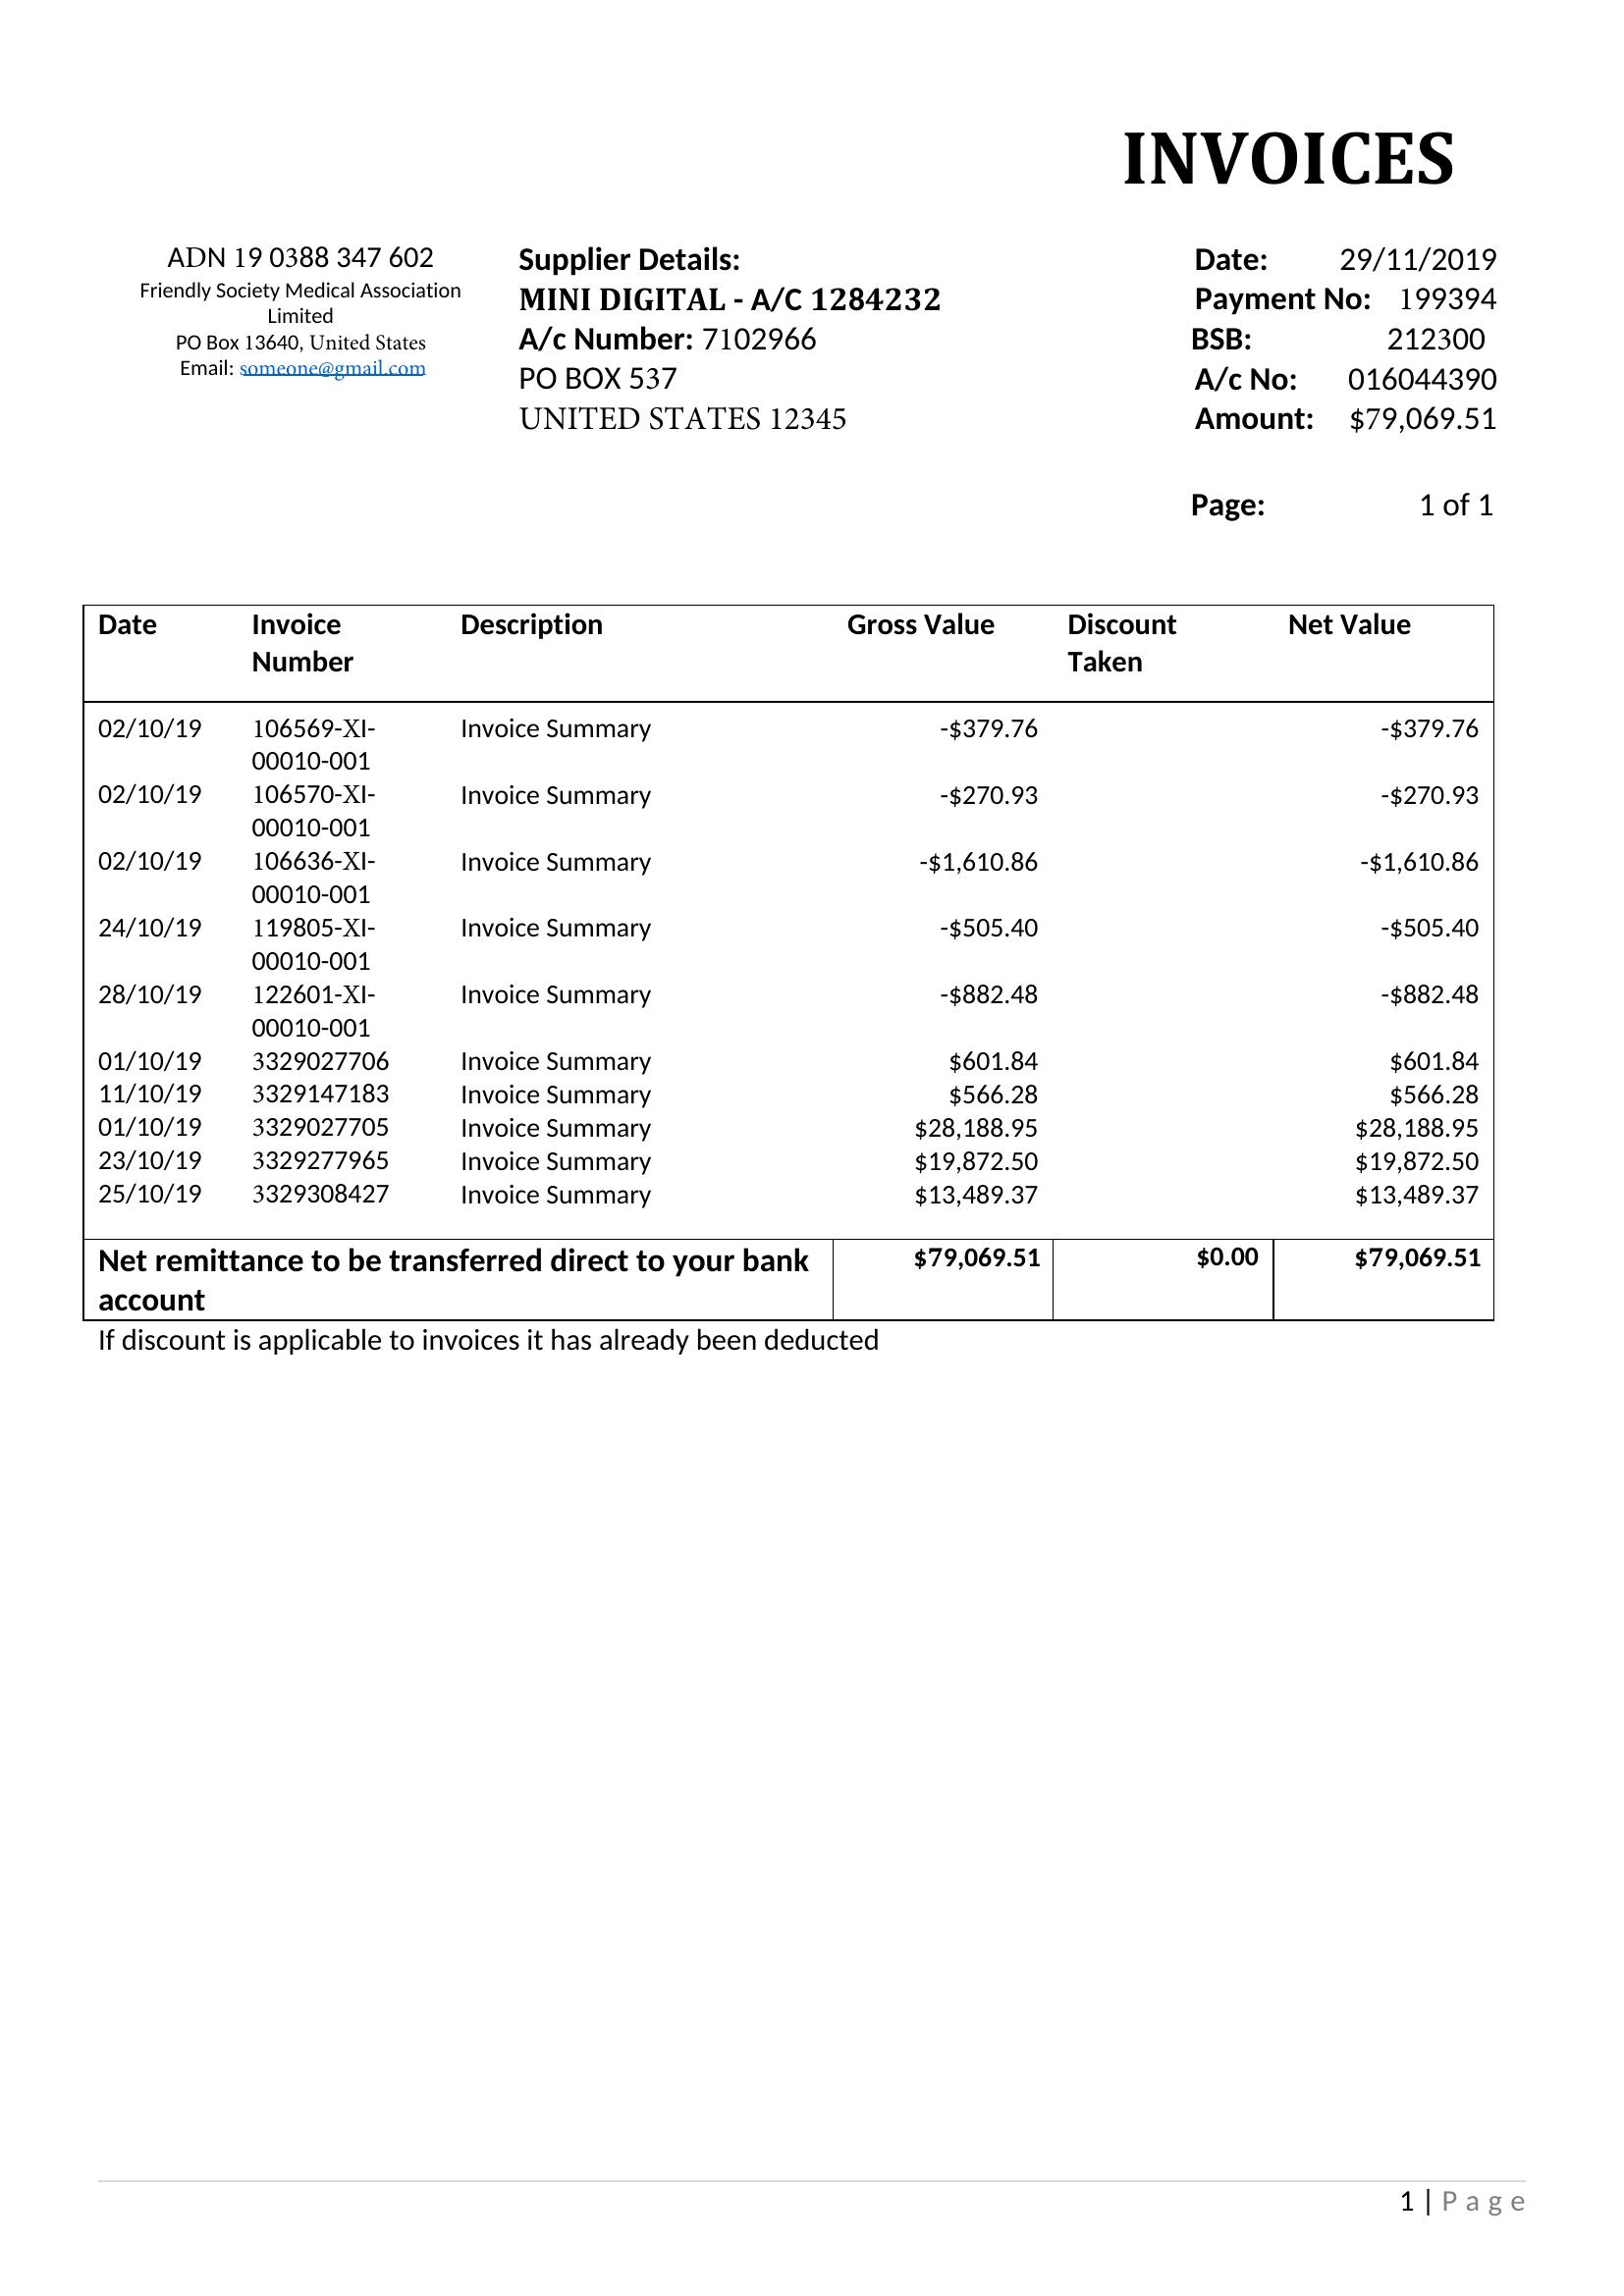 INVOICES
ADN 19 0388 347 602
Friendly Society Medical Association
Limited
PO Box 13640, United States
Email: someone@gmail.com
Supplier Details:
MINI DIGITAL - A/C 1284232
A/c Number: 7102966
PO BOX 537
UNITED STATES 12345
Date: 29/11/2019
Payment No: 199394
BSB: 212300
A/c No: 016044390
Amount: $79,069.51
Page: 1 of 1
Date Invoice Description Gross Value Discount Net Value
Number Taken
02/10/19 106569-XI- Invoice Summary -$379.76 -$379.76
00010-001
02/10/19 106570-XI- Invoice Summary -$270.93 -$270.93
00010-001
02/10/19 106636-XI- Invoice Summary -$1,610.86 -$1,610.86
00010-001
24/10/19 119805-XI- Invoice Summary -$505.40 -$505.40
00010-001
28/10/19 122601-XI- Invoice Summary -$882.48 -$882.48
00010-001
01/10/19 3329027706 Invoice Summary $601.84 $601.84
11/10/19 3329147183 Invoice Summary $566.28 $566.28
01/10/19 3329027705 Invoice Summary $28,188.95 $28,188.95
23/10/19 3329277965 Invoice Summary $19,872.50 $19,872.50
25/10/19 3329308427 Invoice Summary $13,489.37 $13,489.37
Net remittance to be transferred direct to your bank $79,069.51 $0.00 $79,069.51
account
If discount is applicable to invoices it has already been deducted
1 | Page